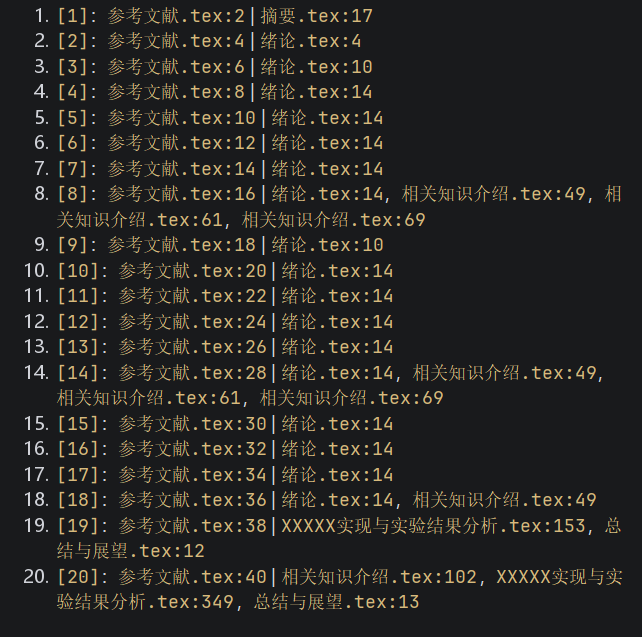 1. [1]: 参考文献.tex:2|摘要.tex:17
2. [2]: 参考文献.tex:4|绪论.tex:4
3. [3]: 参考文献.tex:6|绪论.tex:10
4. [4]: 参考文献.tex:8|绪论.tex:14
5. [5]: 参考文献.tex:10|绪论.tex:14
6. [6]: 参考文献.tex:12|绪论.tex:14
7. [7]: 参考文献.tex:14|绪论.tex:14
8. [8]: 参考文献.tex:16|绪论.tex:14, 相关知识介绍.tex:49, 相
关知识介绍.tex:61, 相关知识介绍.tex:69
9. [9]: 参考文献.tex:18|绪论.tex:10
10. [10]: 参考文献.tex:20|绪论.tex:14
11. [11]: 参考文献.tex:22|绪论.tex:14
12. [12]: 参考文献.tex:24|绪论.tex:14
13. [13]: 参考文献.tex:26|绪论.tex:14
14. [14]: 参考文献.tex:28|绪论.tex:14, 相关知识介绍.tex:49,
相关知识介绍.tex:61, 相关知识介绍.tex:69
15. [15]: 参考文献.tex:30|绪论.tex:14
16. [16]: 参考文献.tex:32|绪论.tex:14
17. [17]: 参考文献.tex:34|绪论.tex:14
18. [18]: 参考文献.tex:36|绪论.tex:14, 相关知识介绍.tex:49
19. [19]: 参考文献.tex:38|XXXXX实现与实验结果分析.tex:153, 总
结与展望.tex:12
20. [20]: 参考文献.tex:40|相关知识介绍.tex:102, XXXXX实现与实
验结果分析.tex:349, 总结与展望.tex:13